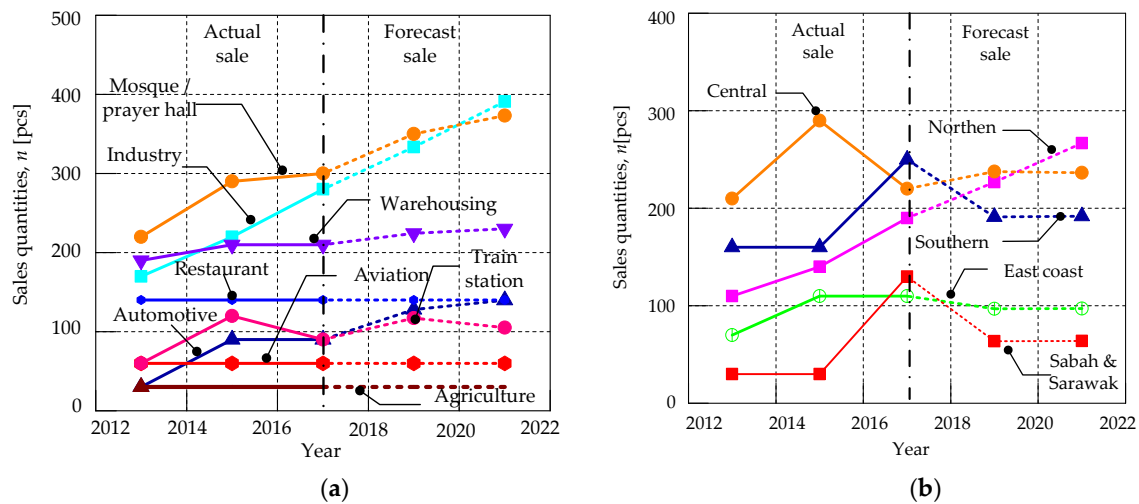 500
400
300
200
100
0
Sales quantities, n [pcs]
Actual
sale
Forecast
sale
Mosque /
prayer hall
Industry
Warehousing
Restaurant
Aviation
Train
station
Automotive
Agriculture
2012 2014 2016 2018 2020 2022
Year
(a)
400
300
200
100
0
Sales quantities, n [pcs]
Actual
sale
Forecast
sale
Central
Northen
Southern
East coast
Sabah &
Sarawak
2012 2014 2016 2018 2020 2022
Year
(b)